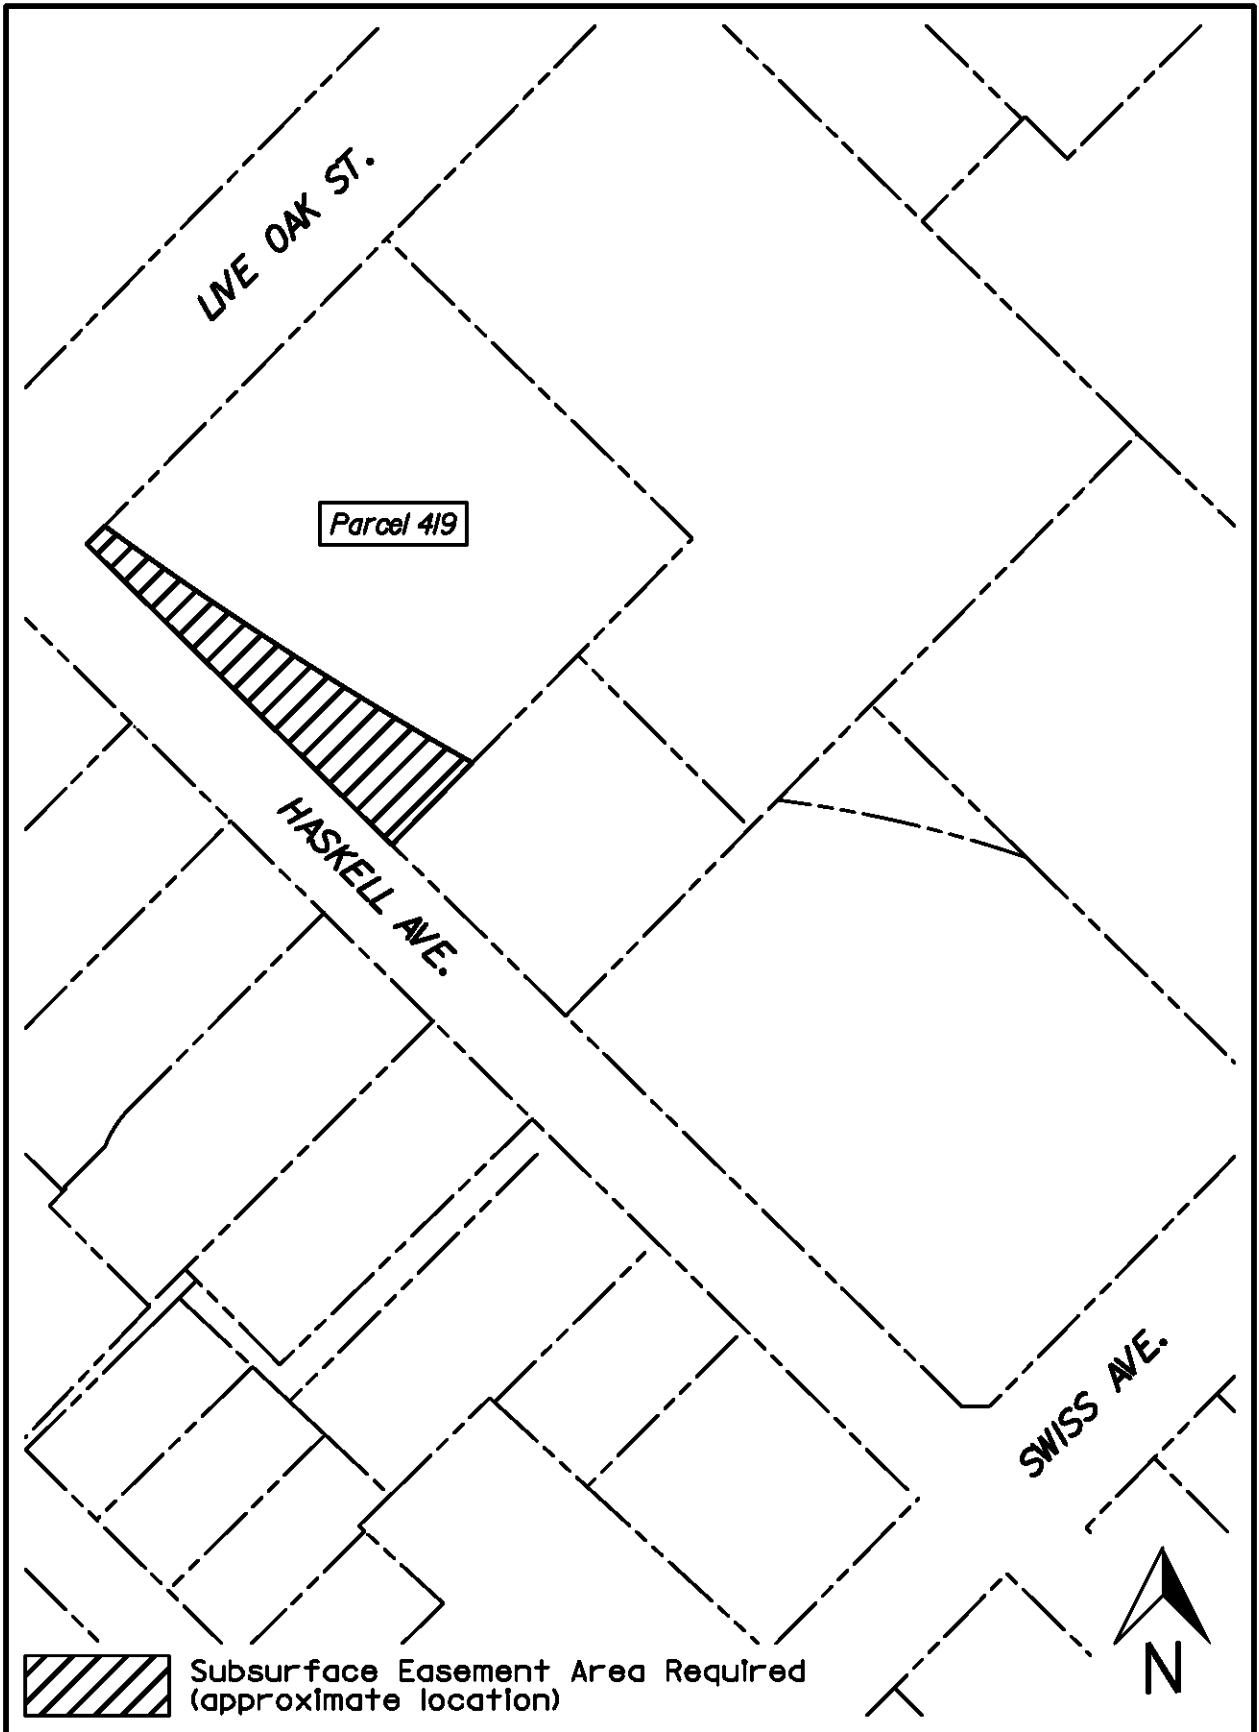 LIVE OAK ST.
Parcel 419
HASKELL AVE.
SWISS AVE.
N
Subsurface Easement Area Required
(approximate location)